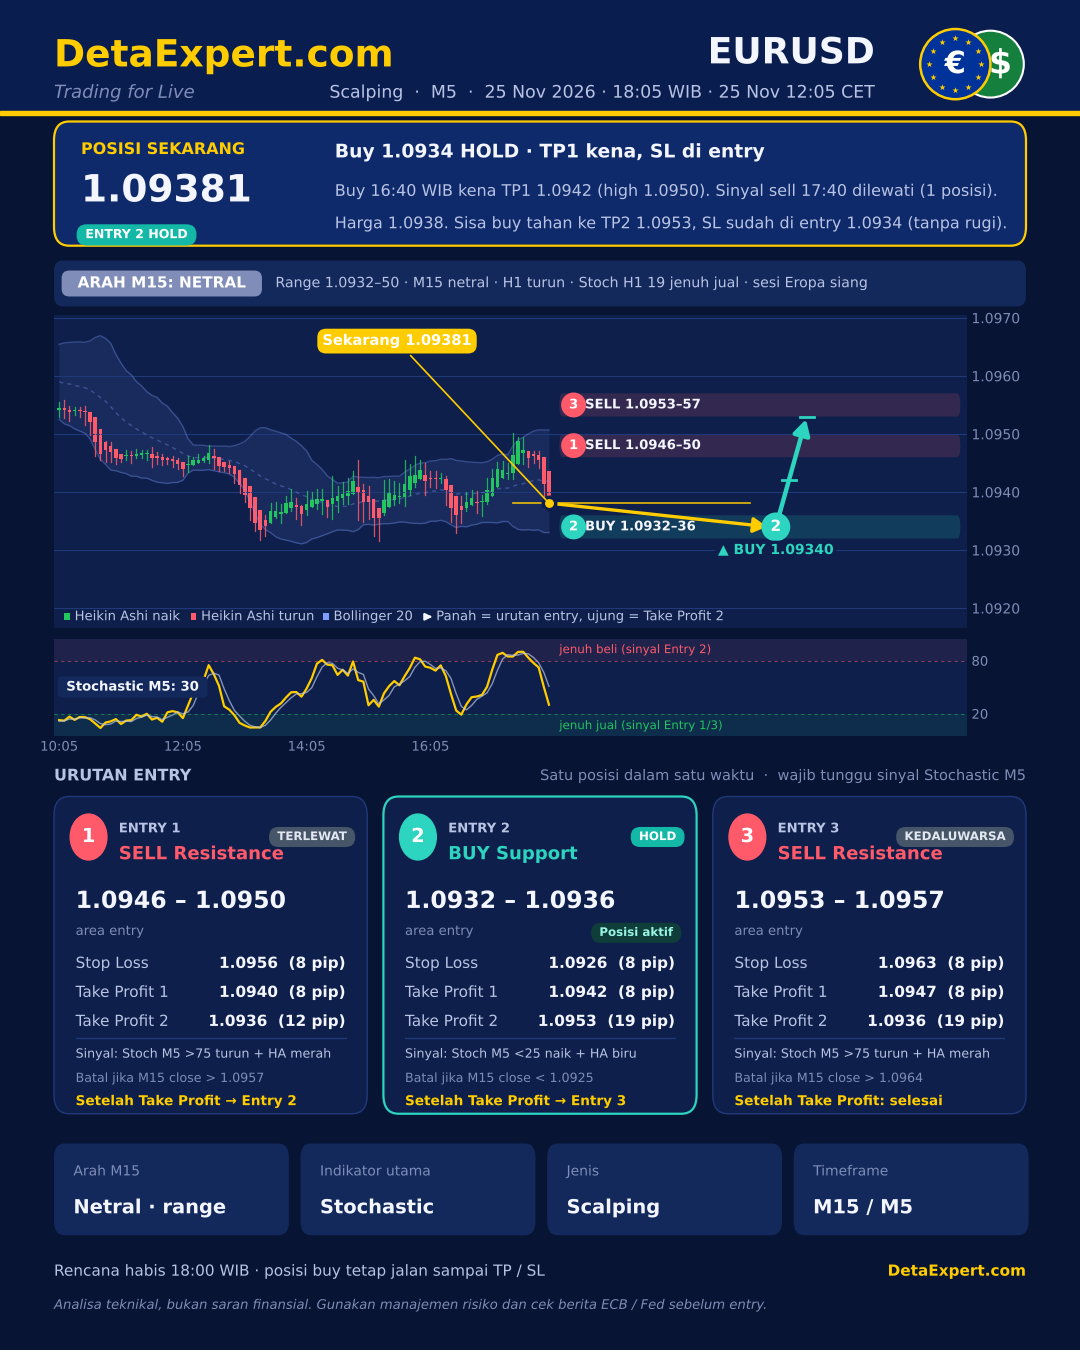 DetaExpert.com
EURUSD
€ $
Trading for Live
Scalping · M5 · 25 Nov 2026 · 18:05 WIB · 25 Nov 12:05 CET
POSISI SEKARANG
1.09381
ENTRY 2 HOLD
Buy 1.0934 HOLD · TP1 kena, SL di entry
Buy 16:40 WIB kena TP1 1.0942 (high 1.0950). Sinyal sell 17:40 dilewati (1 posisi).
Harga 1.0938. Sisa buy tahan ke TP2 1.0953, SL sudah di entry 1.0934 (tanpa rugi).
ARAH M15: NETRAL
Range 1.0932–50 · M15 netral · H1 turun · Stoch H1 19 jenuh jual · sesi Eropa siang
1.0970
Sekarang 1.09381
1.0960
3 SELL 1.0953–57
1.0950
1 SELL 1.0946–50
1.0940
2 BUY 1.0932–36
2
▲ BUY 1.09340
1.0930
1.0920
Heikin Ashi naik
Heikin Ashi turun
Bollinger 20
Panah = urutan entry, ujung = Take Profit 2
jenuh beli (sinyal Entry 2)
80
Stochastic M5: 30
20
jenuh jual (sinyal Entry 1/3)
10:05 12:05 14:05 16:05
URUTAN ENTRY
Satu posisi dalam satu waktu · wajib tunggu sinyal Stochastic M5
1
ENTRY 1
TERLEWAT
SELL Resistance
1.0946 – 1.0950
area entry
Stop Loss 1.0956 (8 pip)
Take Profit 1 1.0940 (8 pip)
Take Profit 2 1.0936 (12 pip)
Sinyal: Stoch M5 >75 turun + HA merah
Batal jika M15 close > 1.0957
Setelah Take Profit → Entry 2
2
ENTRY 2
HOLD
BUY Support
1.0932 – 1.0936
area entry
Posisi aktif
Stop Loss 1.0926 (8 pip)
Take Profit 1 1.0942 (8 pip)
Take Profit 2 1.0953 (19 pip)
Sinyal: Stoch M5 <25 naik + HA biru
Batal jika M15 close < 1.0925
Setelah Take Profit → Entry 3
3
ENTRY 3
KEDALUWARSA
SELL Resistance
1.0953 – 1.0957
area entry
Stop Loss 1.0963 (8 pip)
Take Profit 1 1.0947 (8 pip)
Take Profit 2 1.0936 (19 pip)
Sinyal: Stoch M5 >75 turun + HA merah
Batal jika M15 close > 1.0964
Setelah Take Profit: selesai
Arah M15
Netral · range
Indikator utama
Stochastic
Jenis
Scalping
Timeframe
M15 / M5
Rencana habis 18:00 WIB · posisi buy tetap jalan sampai TP / SL
DetaExpert.com
Analisa teknikal, bukan saran finansial. Gunakan manajemen risiko dan cek berita ECB / Fed sebelum entry.